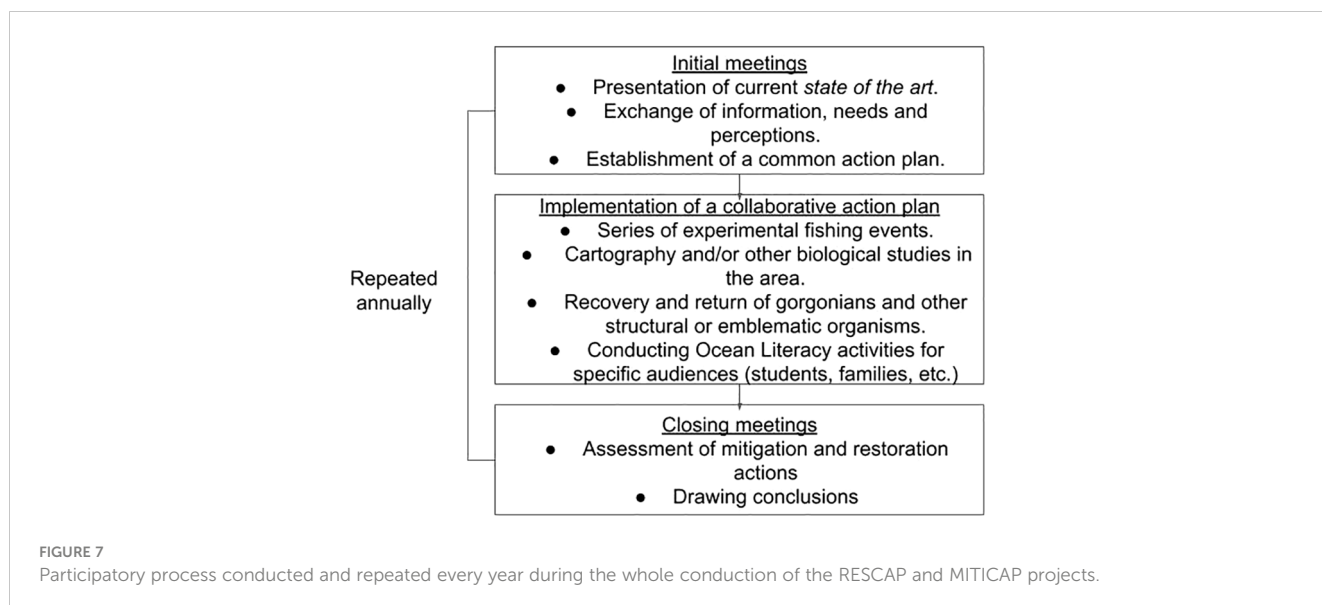 Initial meetings
● Presentation of current state of the art.
● Exchange of information, needs and
perceptions.
● Establishment of a common action plan.
Implementation of a collaborative action plan
● Series of experimental fishing events.
● Cartography and/or other biological studies in
the area.
● Recovery and return of gorgonians and other
structural or emblematic organisms.
● Conducting Ocean Literacy activities for
specific audiences (students, families, etc.)
Repeated
annually
Closing meetings
● Assessment of mitigation and restoration
actions
● Drawing conclusions
FIGURE 7
Participatory process conducted and repeated every year during the whole conduction of the RESCAP and MITICAP projects.